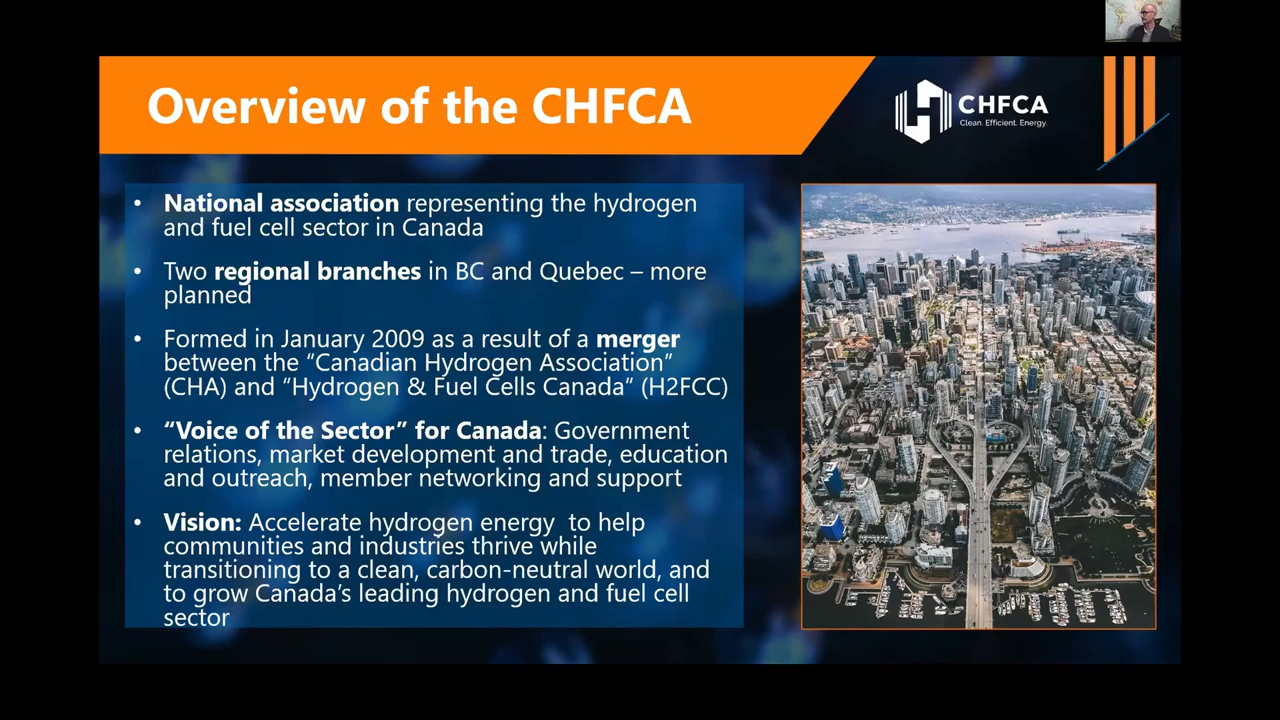 Overview of the CHFCA
CHFCA
Clean. Efficient. Energy.
• National association representing the hydrogen
and fuel cell sector in Canada
• Two regional branches in BC and Quebec – more
planned
• Formed in January 2009 as a result of a merger
between the “Canadian Hydrogen Association”
(CHA) and “Hydrogen & Fuel Cells Canada” (H2FCC)
• “Voice of the Sector” for Canada: Government
relations, market development and trade, education
and outreach, member networking and support
• Vision: Accelerate hydrogen energy  to help
communities and industries thrive while
transitioning to a clean, carbon-neutral world, and
to grow Canada’s leading hydrogen and fuel cell
sector